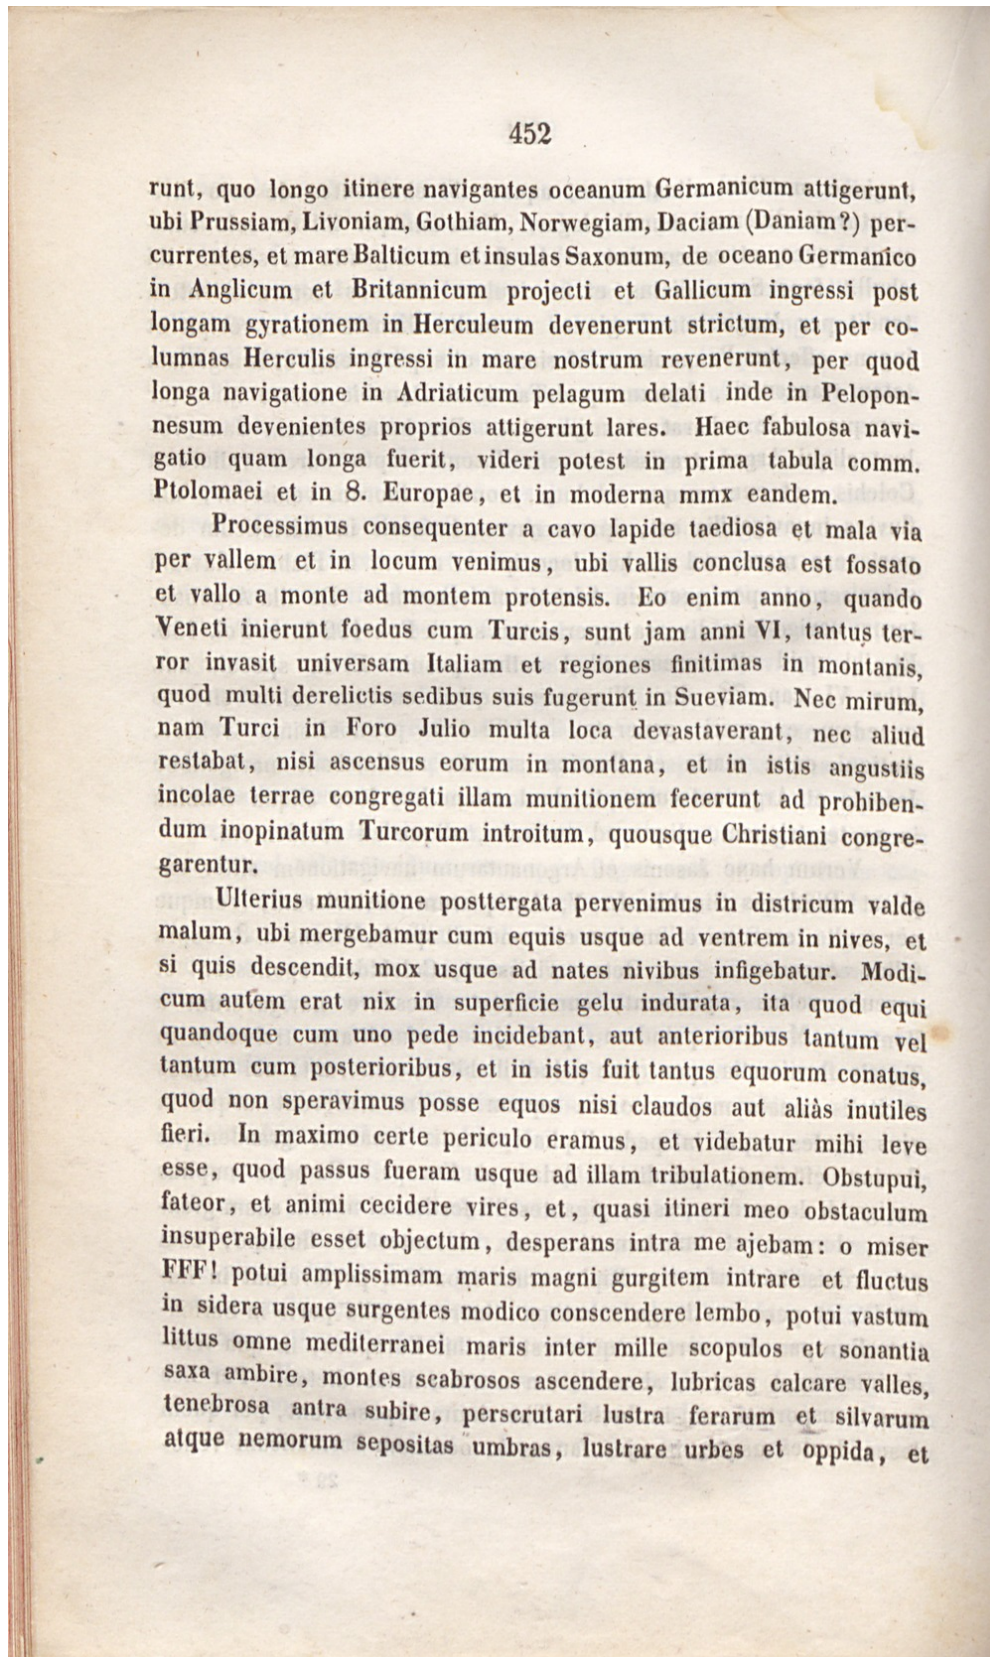 452
runt, quo longo itinere navigantes oceanum Germanicum attigerunt,
ubi Prussiam, Livoniam, Gothiam, Norwegiam, Daciam (Daniam?) per-
currentes, et mare Balticum et insulas Saxonum, de oceano Germanico
in Anglicum et Britannicum projecti et Gallicum ingressi post
longam gyrationem in Herculeum devenerunt strictum, et per co-
lumnas Herculis ingressi in mare nostrum revenerunt, per quod
longa navigatione in Adriaticum pelagum delati inde in Pelopon-
nesum devenientes proprios attigerunt lares. Haec fabulosa navi-
gatio quam longa fuerit, videri potest in prima tabula comm.
Ptolomaei et in 8. Europae, et in moderna mmx eandem.
Processimus consequenter a cavo lapide taediosa et mala via
per vallem et in locum venimus, ubi vallis conclusa est fossato
et vallo a monte ad montem protensis. Eo enim anno, quando
Veneti inierunt foedus cum Turcis, sunt jam anni VI, tantus ter-
ror invasit universam Italiam et regiones finitimas in montanis,
quod multi derelictis sedibus suis fugerunt in Sueviam. Nec mirum,
nam Turci in Foro Julio multa loca devastaverant, nec aliud
restabat, nisi ascensus eorum in montana, et in istis angustiis
incolae terrae congregati illam munitionem fecerunt ad prohiben-
dum inopinatum Turcorum introitum, quousque Christiani congre-
garentur.
Ulterius munitione posttergata pervenimus in districum valde
malum, ubi mergebamur cum equis usque ad ventrem in nives, et
si quis descendit, mox usque ad nates nivibus infigebatur. Modi-
cum autem erat nix in superficie gelu indurata, ita quod equi
quandoque cum uno pede incidebant, aut anterioribus tantum vel
tantum cum posterioribus, et in istis fuit tantus equorum conatus,
quod non speravimus posse equos nisi claudos aut aliàs inutiles
fieri. In maximo certe periculo eramus, et videbatur mihi leve
esse, quod passus fueram usque ad illam tribulationem. Obstupui,
fateor, et animi cecidere vires, et, quasi itineri meo obstaculum
insuperabile esset objectum, desperans intra me ajebam: o miser
FFF! potui amplissimam maris magni gurgitem intrare et fluctus
in sidera usque surgentes modico conscendere lembo, potui vastum
littus omne mediterranei maris inter mille scopulos et sonantia
saxa ambire, montes scabrosos ascendere, lubricas calcare valles,
tenebrosa antra subire, perscrutari lustra ferarum et silvarum
atque nemorum sepositas umbras, lustrare urbes et oppida, et